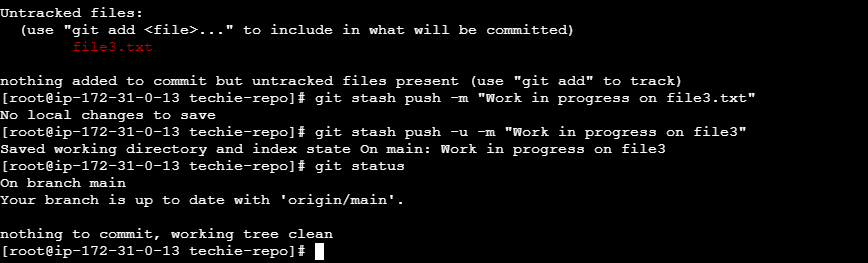 Untracked files:
  (use "git add <file>..." to include in what will be committed)
        file3.txt

nothing added to commit but untracked files present (use "git add" to track)
[root@ip-172-31-0-13 techie-repo]# git stash push -m "Work in progress on file3.txt"
No local changes to save
[root@ip-172-31-0-13 techie-repo]# git stash push -u -m "Work in progress on file3"
Saved working directory and index state On main: Work in progress on file3
[root@ip-172-31-0-13 techie-repo]# git status
On branch main
Your branch is up to date with 'origin/main'.

nothing to commit, working tree clean
[root@ip-172-31-0-13 techie-repo]#